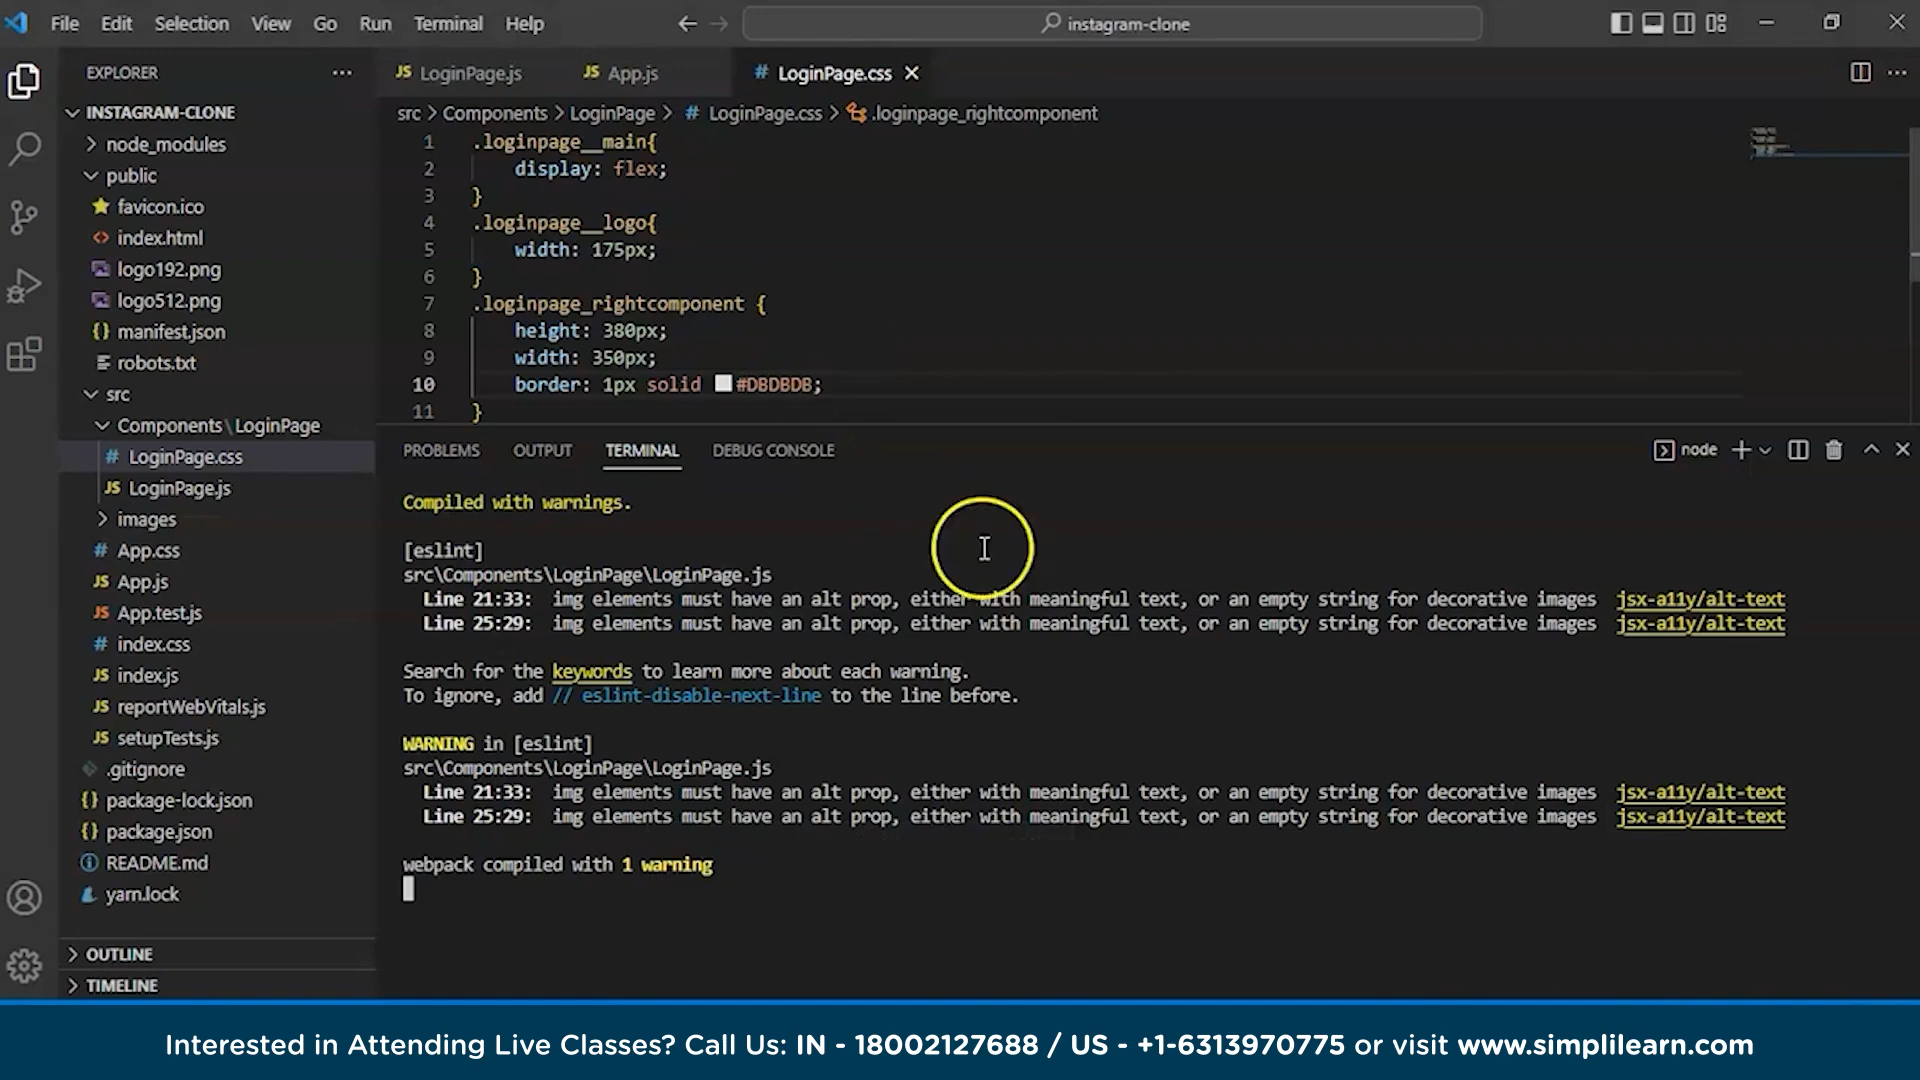 File Edit Selection View Go Run Terminal Help
instagram-clone
EXPLORER
INSTAGRAM-CLONE
node_modules
public
favicon.ico
index.html
logo192.png
logo512.png
manifest.json
robots.txt
src
Components\LoginPage
LoginPage.css
LoginPage.js
images
App.css
App.js
App.test.js
index.css
index.js
reportWebVitals.js
setupTests.js
.gitignore
package-lock.json
package.json
README.md
yarn.lock
OUTLINE
TIMELINE
JS LoginPage.js JS App.js # LoginPage.css
src > Components > LoginPage > # LoginPage.css > .loginpage_rightcomponent
1 .loginpage__main{
2 display: flex;
3 }
4 .loginpage__logo{
5 width: 175px;
6 }
7 .loginpage_rightcomponent {
8 height: 380px;
9 width: 350px;
10 border: 1px solid #DBDBDB;
11 }
PROBLEMS OUTPUT TERMINAL DEBUG CONSOLE
node
Compiled with warnings.
[eslint]
src\Components\LoginPage\LoginPage.js
Line 21:33: img elements must have an alt prop, either with meaningful text, or an empty string for decorative images jsx-a11y/alt-text
Line 25:29: img elements must have an alt prop, either with meaningful text, or an empty string for decorative images jsx-a11y/alt-text
Search for the keywords to learn more about each warning.
To ignore, add // eslint-disable-next-line to the line before.
WARNING in [eslint]
src\Components\LoginPage\LoginPage.js
Line 21:33: img elements must have an alt prop, either with meaningful text, or an empty string for decorative images jsx-a11y/alt-text
Line 25:29: img elements must have an alt prop, either with meaningful text, or an empty string for decorative images jsx-a11y/alt-text
webpack compiled with 1 warning
Interested in Attending Live Classes? Call Us: IN - 18002127688 / US - +1-6313970775 or visit www.simplilearn.com